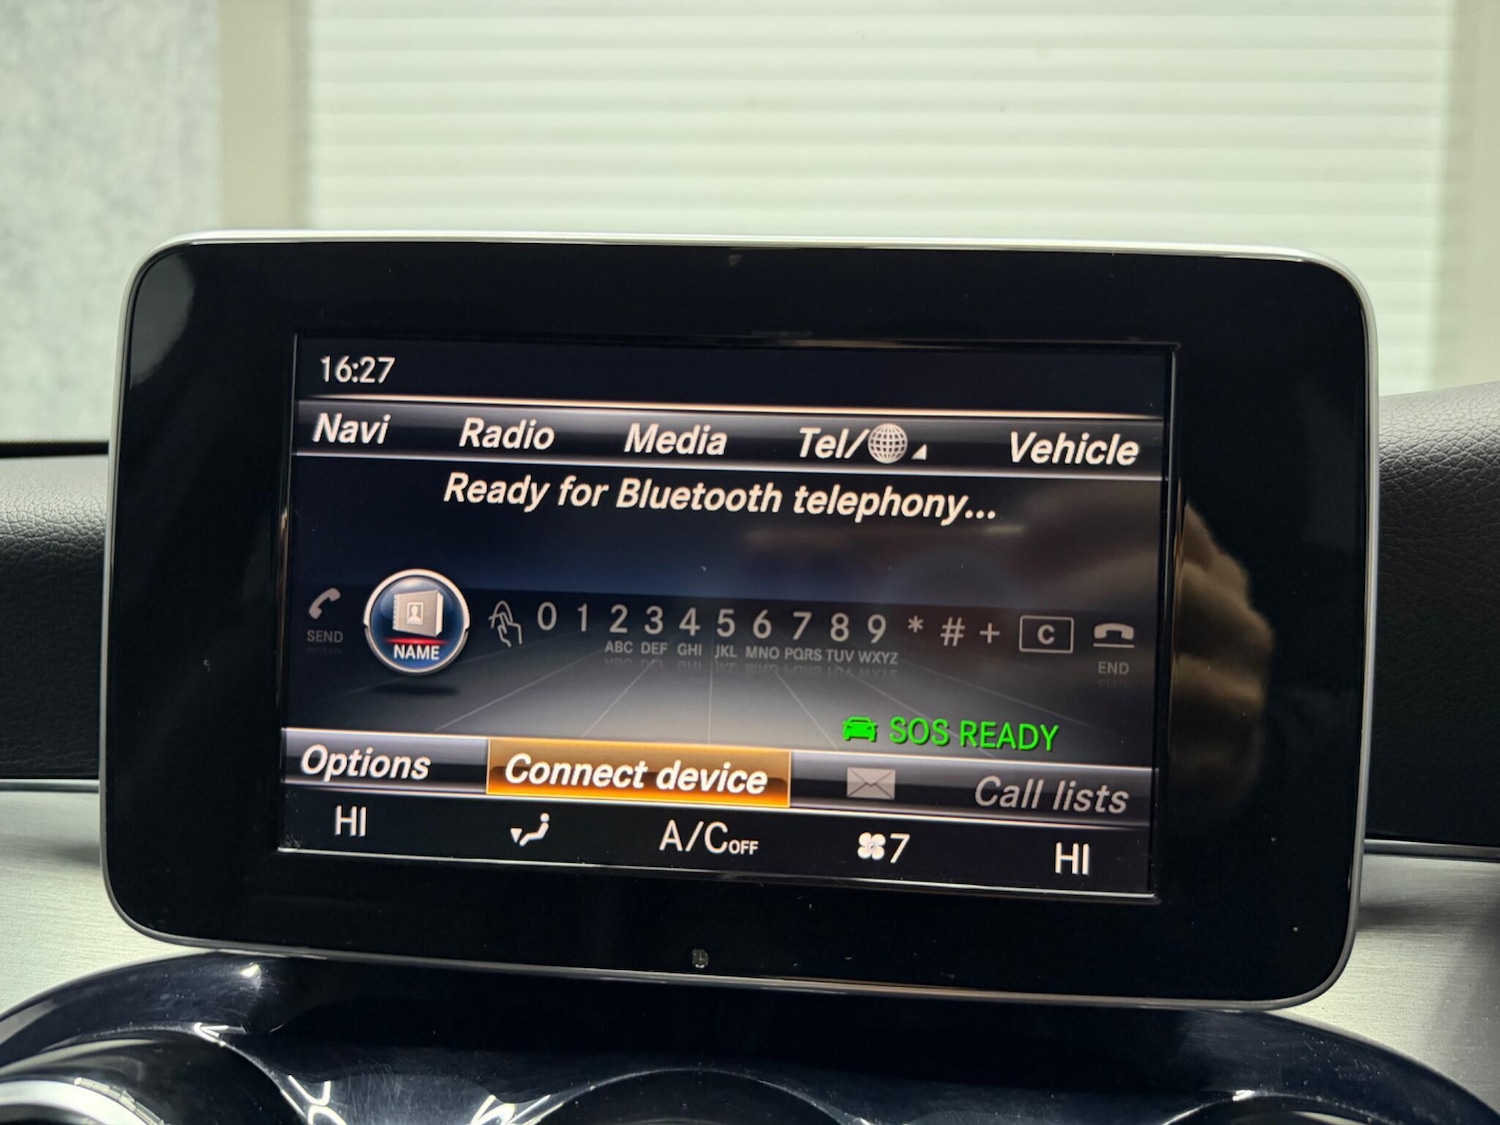 16:27
Navi Radio Media Tel/ Vehicle
Ready for Bluetooth telephony...
SEND NAME 0 1 2 3 4 5 6 7 8 9 * # + C END
ABC DEF GHI JKL MNO PQRS TUV WXYZ
SOS READY
Options Connect device Call lists
HI A/C OFF 7 HI